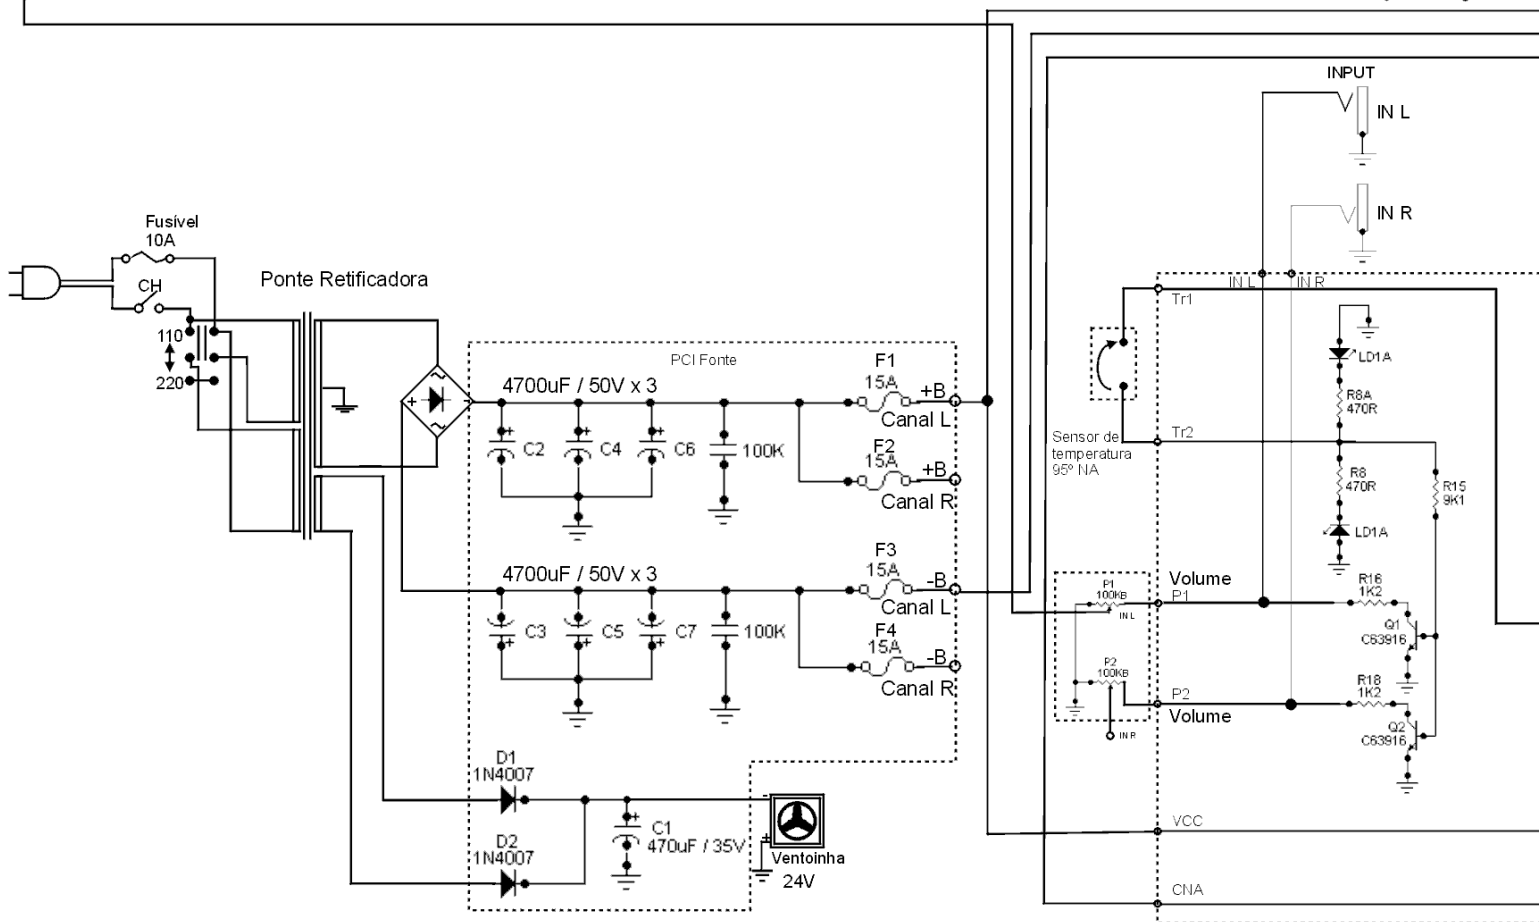 INPUT
IN L
IN R
Fusível
10A
CH
110
220
Ponte Retificadora
PCI Fonte
4700uF / 50V x 3
C2
C4
C6
100K
F1
15A
+B
Canal L
F2
15A
+B
Canal R
4700uF / 50V x 3
C3
C5
C7
100K
F3
15A
-B
Canal L
F4
15A
-B
Canal R
D1
1N4007
D2
1N4007
C1
470uF / 35V
Ventoinha
24V
IN L
IN R
Tr1
Tr2
Sensor de
temperatura
95º NA
LD1A
R8A
470R
R8
470R
LD1A
R15
9K1
P1
100KB
IN L
P2
100KB
IN R
Volume
P1
P2
Volume
R16
1K2
Q1
C63916
R18
1K2
Q2
C63916
VCC
CNA